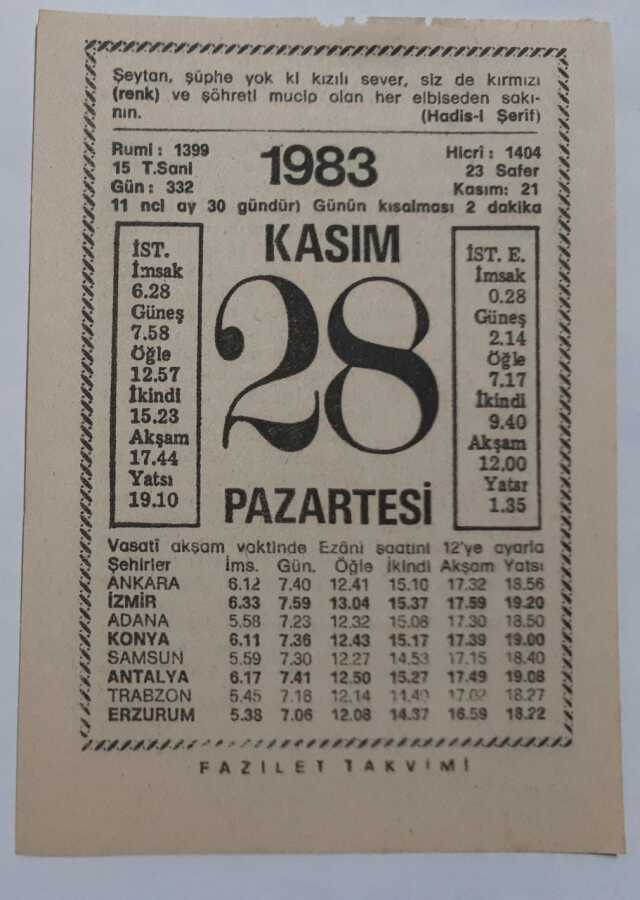 Şeytan, şüphe yok ki kızılı sever, siz de kırmızı
(renk) ve şöhreti mucip olan her elbiseden sakı-
nın. (Hadis-i Şerif)
Rumi : 1399
15 T.Sani
Gün : 332
1983
Hicri : 1404
23 Safer
Kasım: 21
11 nci ay 30 gündür) Günün kısalması 2 dakika
İST.
İmsak
6.28
Güneş
7.58
Öğle
12.57
İkindi
15.23
Akşam
17.44
Yatsı
19.10
KASIM
28
PAZARTESİ
İST. E.
İmsak
0.28
Güneş
2.14
Öğle
7.17
İkindi
9.40
Akşam
12.00
Yatsı
1.35
Vasatî akşam vaktinde Ezânî saatini 12'ye ayarla
Şehirler İms. Gün. Öğle İkindi Akşam Yatsı
ANKARA 6.12 7.40 12.41 15.10 17.32 18.56
İZMİR 6.33 7.59 13.04 15.37 17.59 19.20
ADANA 5.58 7.23 12.32 15.08 17.30 18.50
KONYA 6.11 7.36 12.43 15.17 17.39 19.00
SAMSUN 5.59 7.30 12.27 14.53 17.15 18.40
ANTALYA 6.17 7.41 12.50 15.27 17.49 19.08
TRABZON 5.45 7.16 12.14 17.02 18.27
ERZURUM 5.38 7.06 12.08 14.37 16.59 18.22
FAZİLET TAKVİMİ